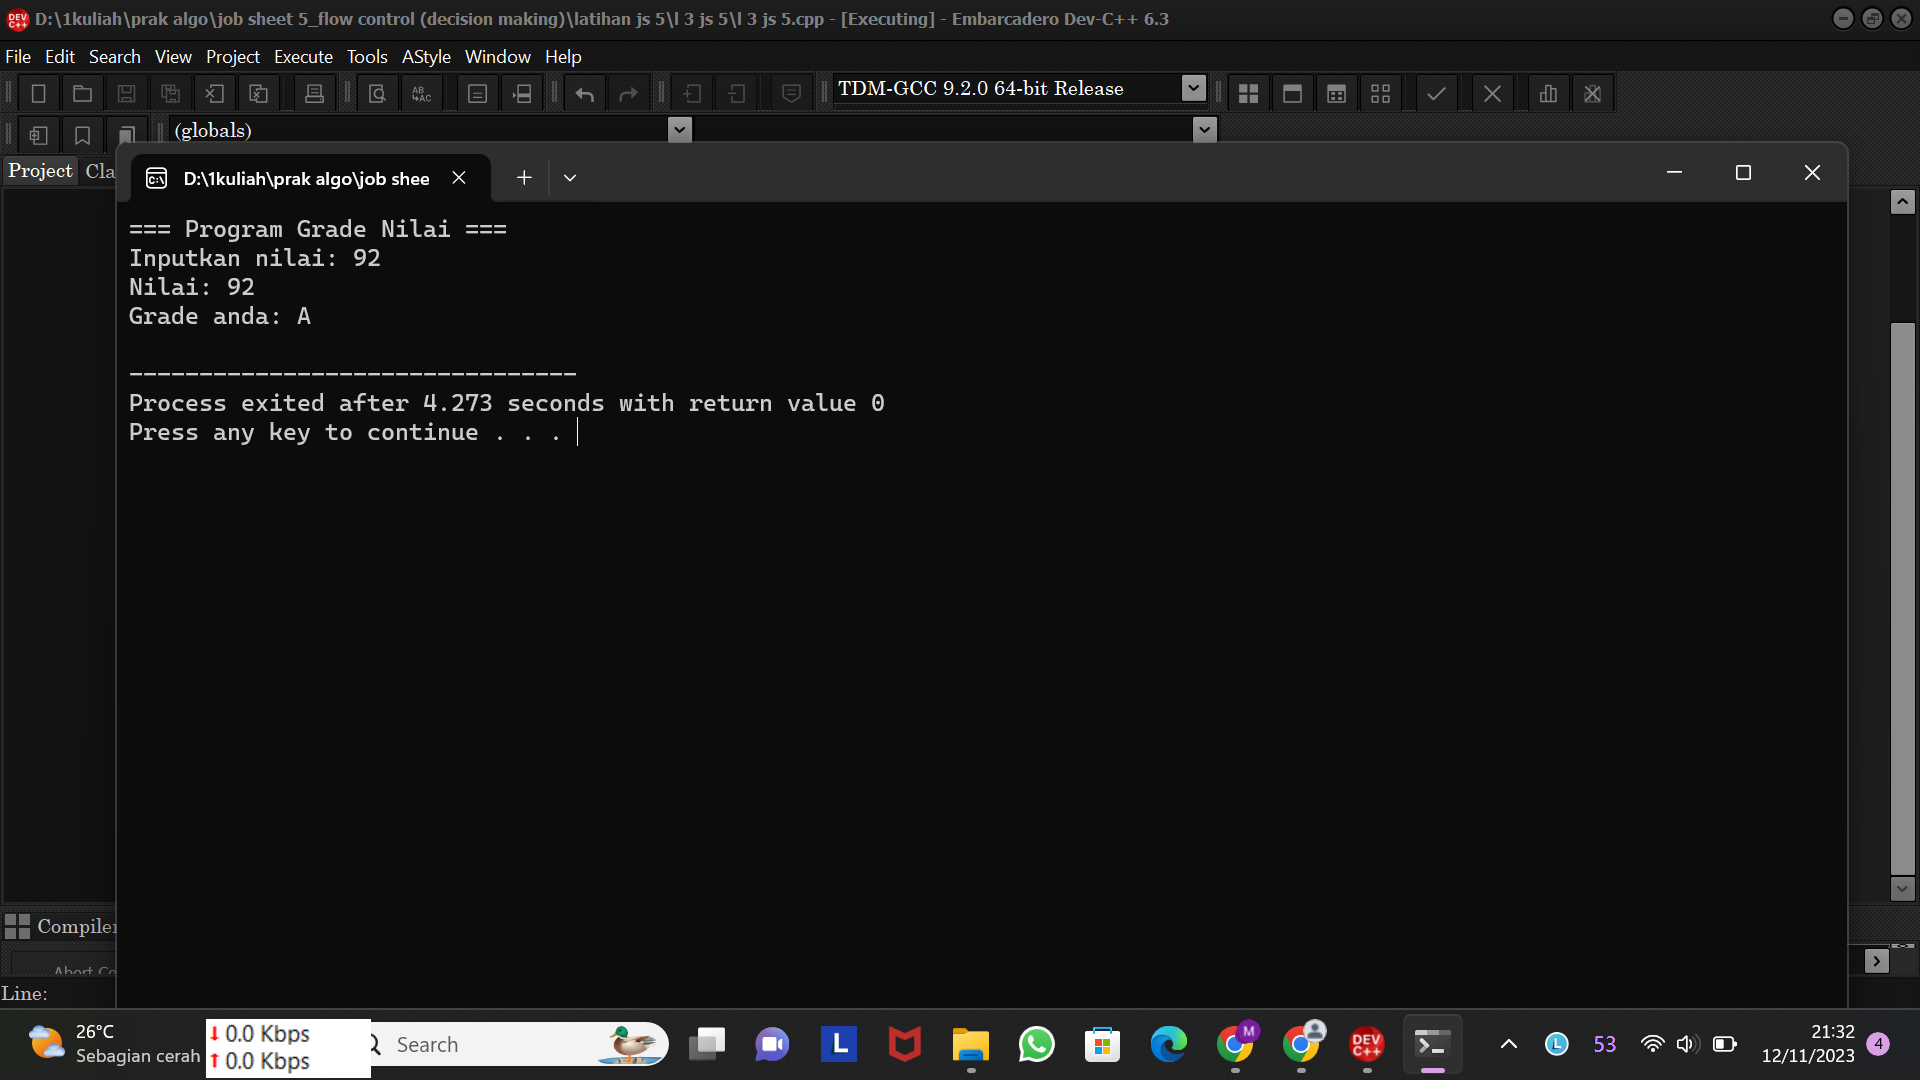 D:\1kuliah\prak algo\job sheet 5_flow control (decision making)\latihan js 5\l 3 js 5\l 3 js 5.cpp - [Executing] - Embarcadero Dev-C++ 6.3
File Edit Search View Project Execute Tools AStyle Window Help
TDM-GCC 9.2.0 64-bit Release
(globals)
Project Cla
D:\1kuliah\prak algo\job shee
=== Program Grade Nilai ===
Inputkan nilai: 92
Nilai: 92
Grade anda: A
--------------------------------
Process exited after 4.273 seconds with return value 0
Press any key to continue . . .
Compiler
Abort Co
Line:
26°C
Sebagian cerah
0.0 Kbps
0.0 Kbps
Search
53
21:32
12/11/2023
4